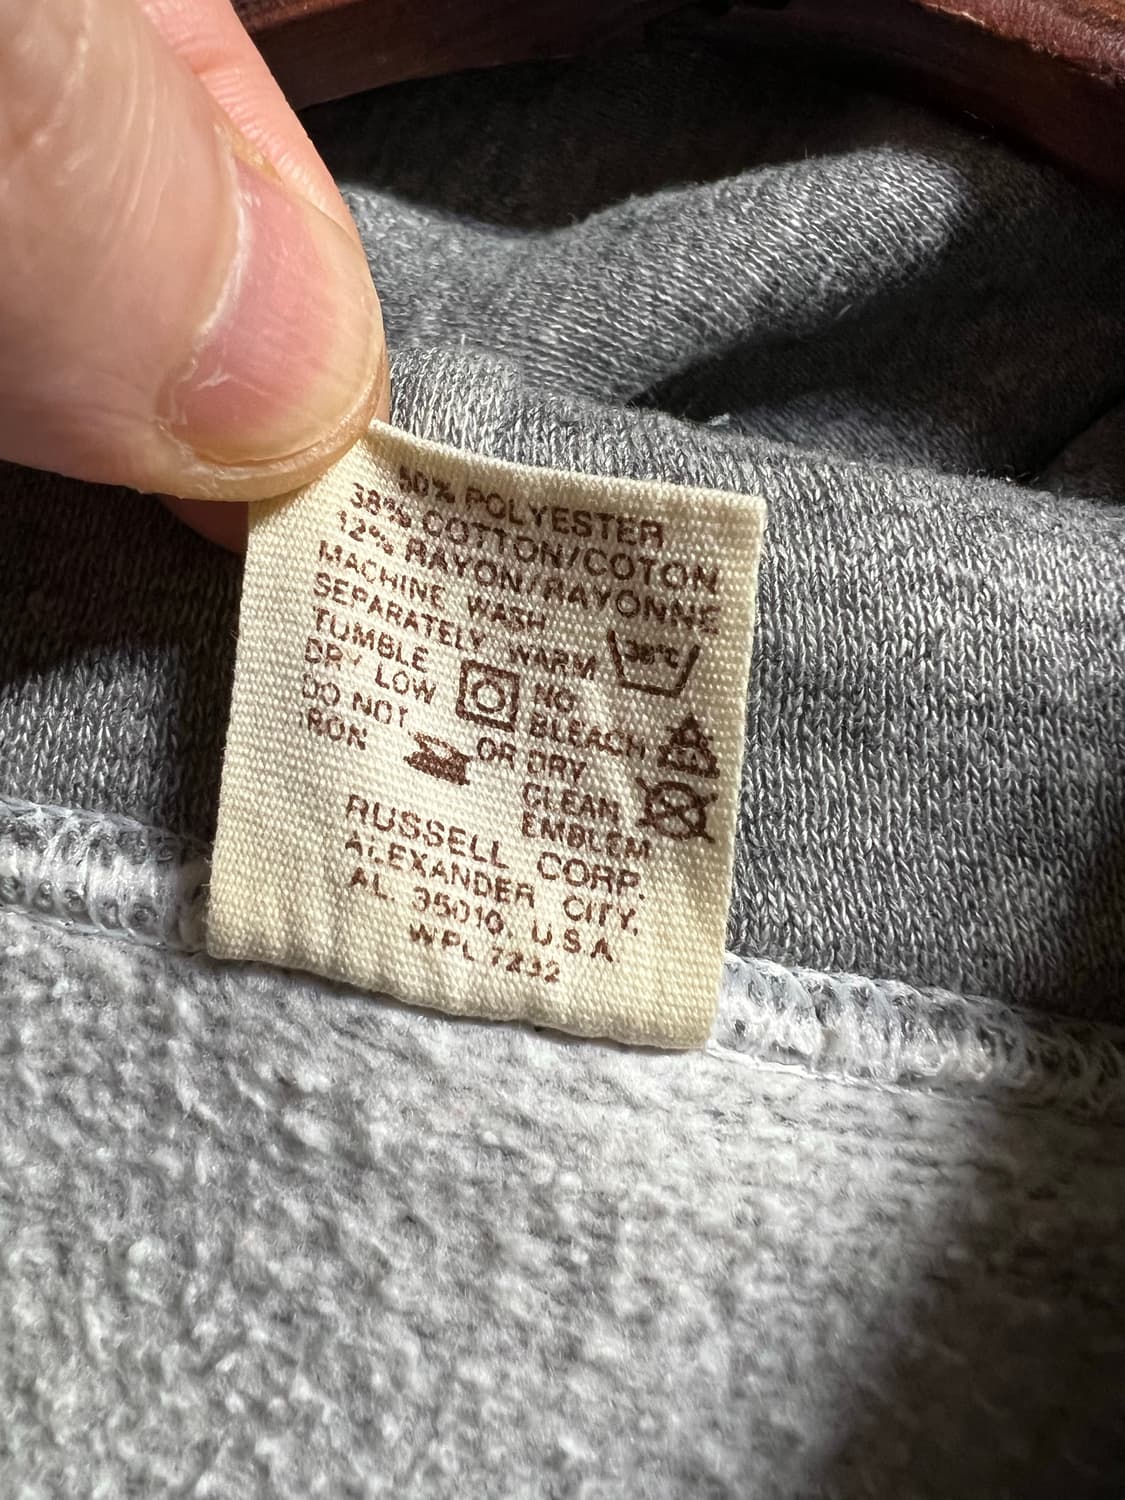 50% POLYESTER
38% COTTON/COTON
12% RAYON/RAYONNE
MACHINE WASH
SEPARATELY WARM
TUMBLE
DRY LOW
DO NOT
IRON
NO
BLEACH
OR DRY
CLEAN
EMBLEM
RUSSELL CORP.
ALEXANDER CITY,
AL. 35010, U.S.A.
WPL 7232